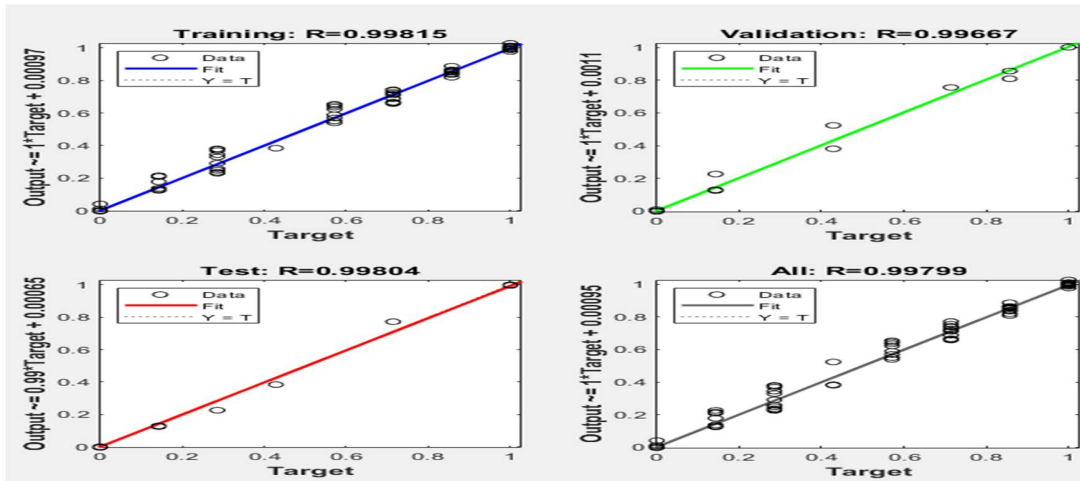 Training: R=0.99815
Output ~= 1*Target + 0.00097
1
0.8
0.6
0.4
0.2
0
Data
Fit
Y = T
0 0.2 0.4 0.6 0.8 1
Target
Validation: R=0.99667
Output ~= 1*Target + 0.0011
1
0.8
0.6
0.4
0.2
0
Data
Fit
Y = T
0 0.2 0.4 0.6 0.8 1
Target
Test: R=0.99804
Output ~= 0.99*Target + 0.00065
1
0.8
0.6
0.4
0.2
0
Data
Fit
Y = T
0 0.2 0.4 0.6 0.8 1
Target
All: R=0.99799
Output ~= 1*Target + 0.00095
1
0.8
0.6
0.4
0.2
0
Data
Fit
Y = T
0 0.2 0.4 0.6 0.8 1
Target